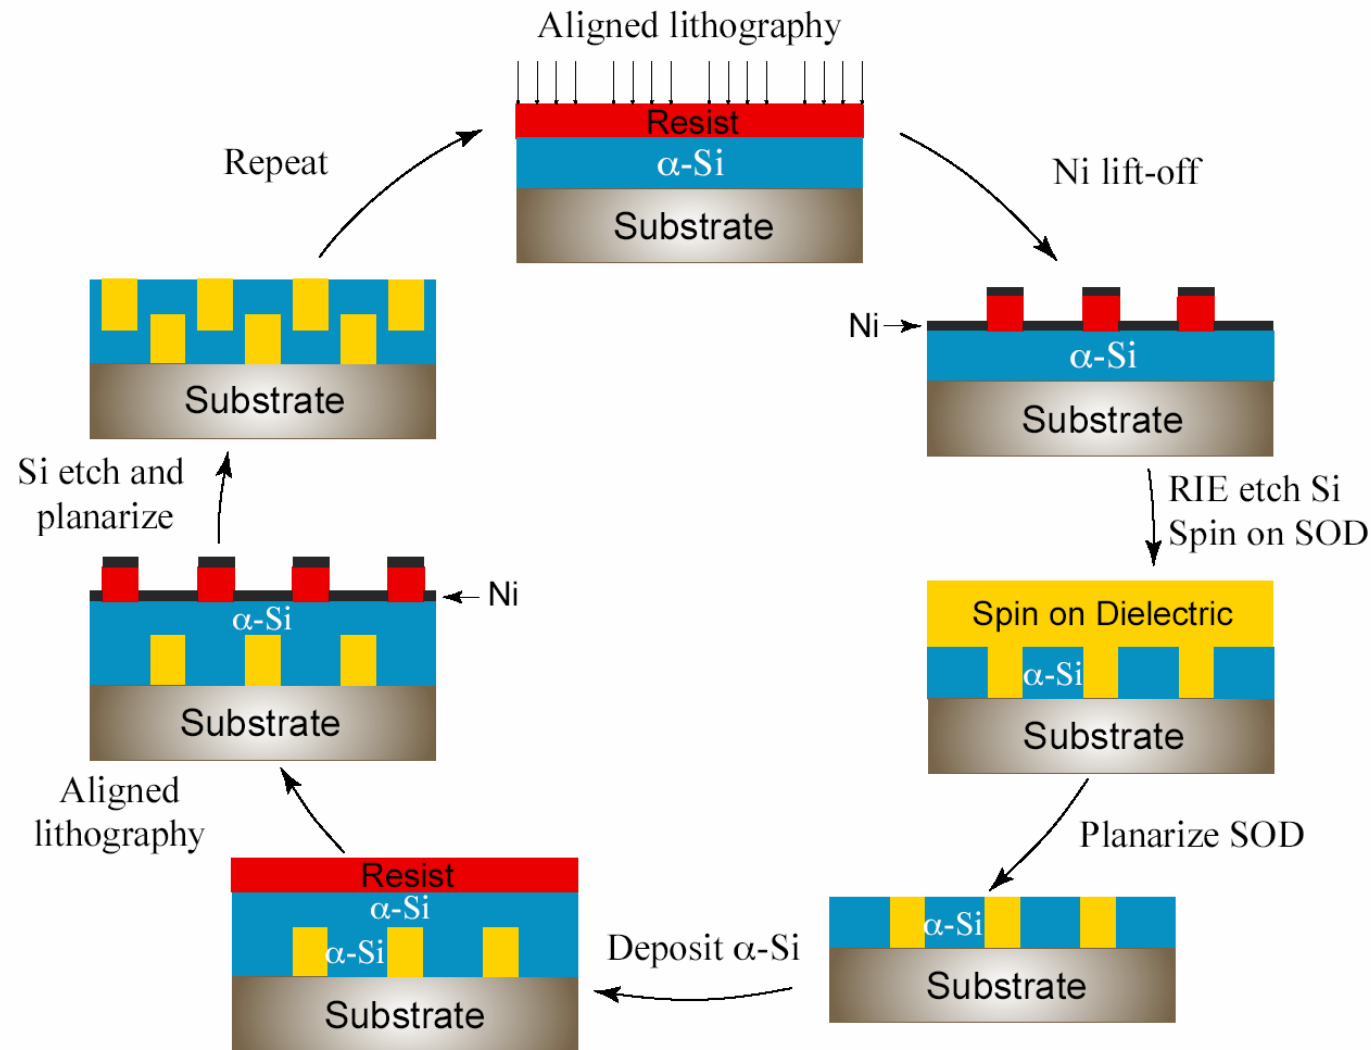 Aligned lithography
Resist
α-Si
Substrate
Ni lift-off
Ni
α-Si
Substrate
RIE etch Si
Spin on SOD
Spin on Dielectric
α-Si
Substrate
Planarize SOD
α-Si
Substrate
Deposit α-Si
Resist
α-Si
α-Si
Substrate
Aligned
lithography
Ni
α-Si
Substrate
Si etch and
planarize
Substrate
Repeat